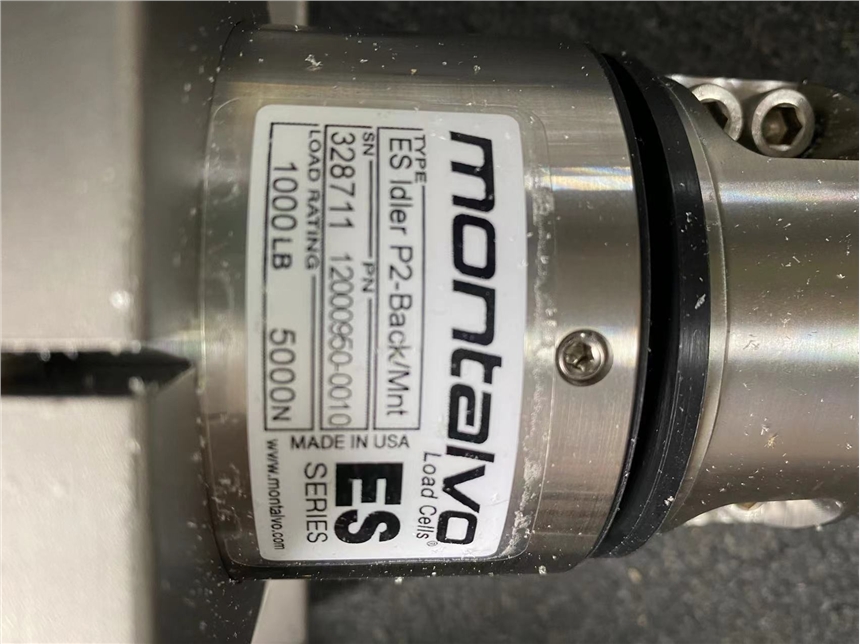 montalvo
Load Cells®
TYPE
ES Idler P2-Back/Mnt
SN PN
328711 12000950-0010
LOAD RATING
1000 LB 5000N
MADE IN USA
ES
SERIES
www.montalvo.com